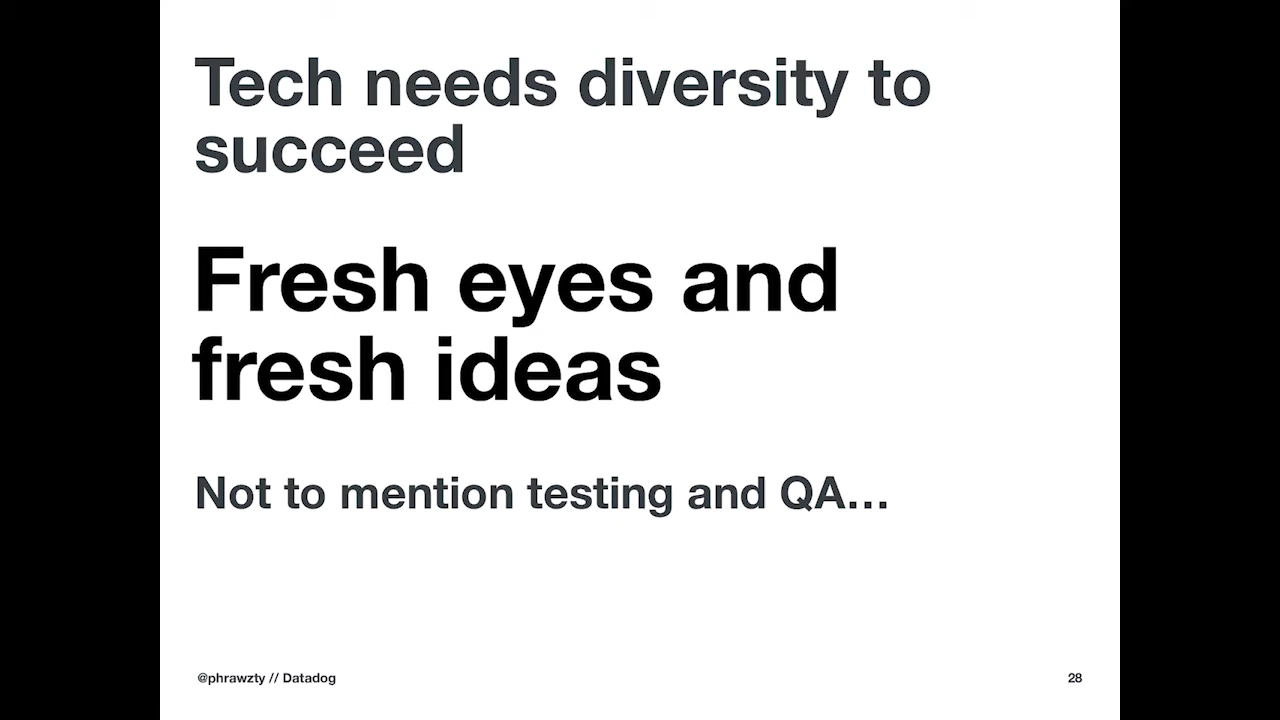 Tech needs diversity to
succeed
Fresh eyes and
fresh ideas
Not to mention testing and QA…
@phrawzty // Datadog
28